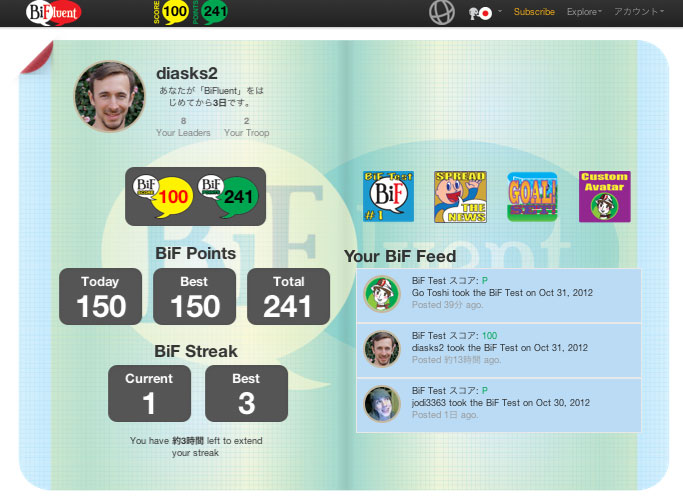 BiFluent
SCORE 100 POINTS 241
Subscribe Explore アカウント
diasks2
あなたが「BiFluent」をは
じめてから3日です。
8 2
Your Leaders Your Troop
BiF SCORE 100 BiF POINTS 241
BiF Test BiF #1
SPREAD THE NEWS
GOAL!
Custom Avatar
BiF Points
Today Best Total
150 150 241
BiF Streak
Current Best
1 3
You have 約3時間 left to extend
your streak
BiFluent
Your BiF Feed
BiF Test スコア: P
Go Toshi took the BiF Test on Oct 31, 2012
Posted 39分 ago.
BiF Test スコア: 100
diasks2 took the BiF Test on Oct 31, 2012
Posted 約13時間 ago.
BiF Test スコア: P
jodi3363 took the BiF Test on Oct 30, 2012
Posted 1日 ago.